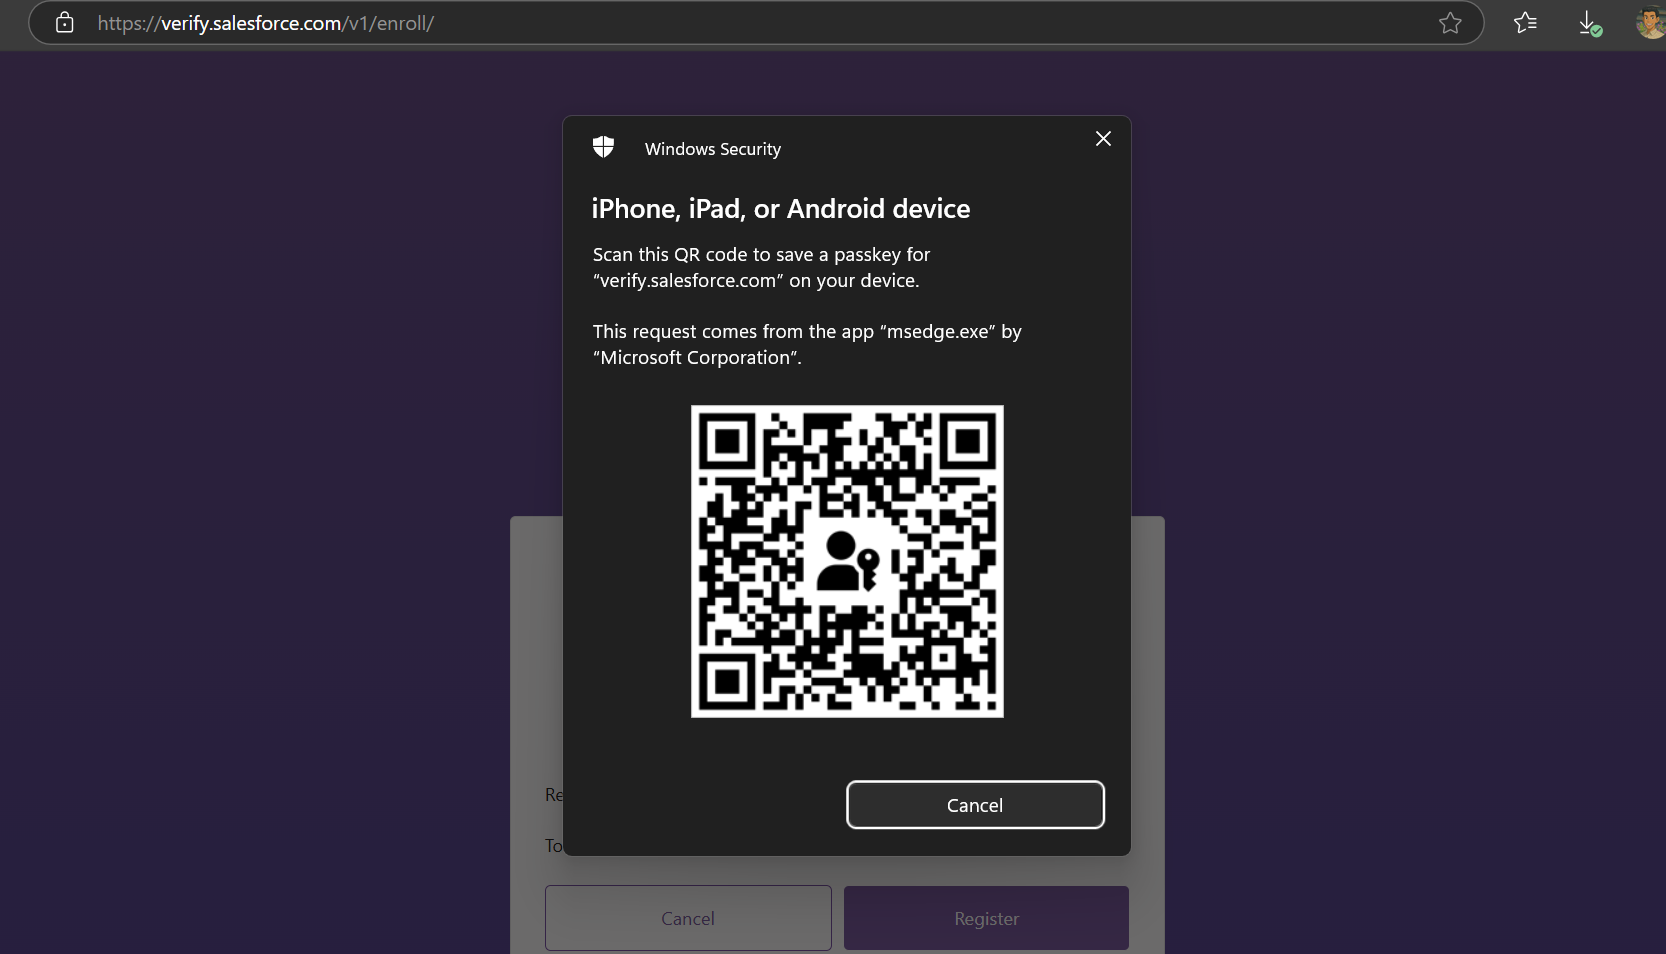 https://verify.salesforce.com/v1/enroll/
Windows Security
iPhone, iPad, or Android device
Scan this QR code to save a passkey for
“verify.salesforce.com” on your device.
This request comes from the app “msedge.exe” by
“Microsoft Corporation”.
Cancel
Re
To
Cancel
Register